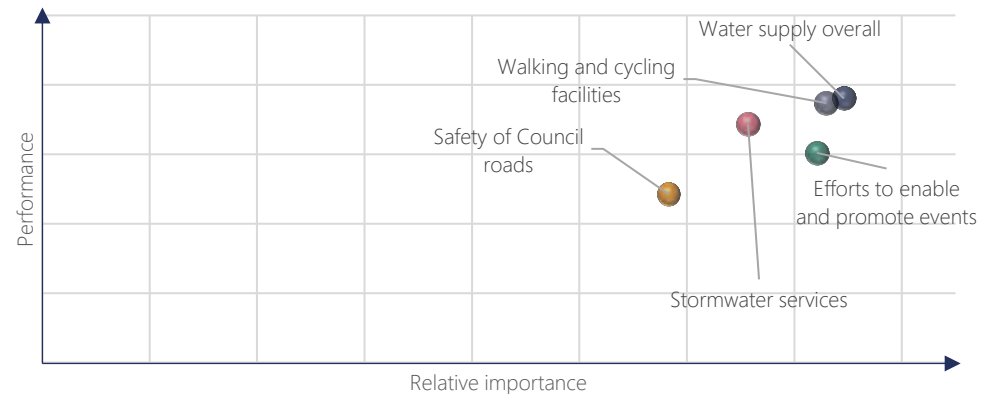 Water supply overall
Walking and cycling
facilities
Safety of Council
roads
Efforts to enable
and promote events
Stormwater services
Performance
Relative importance